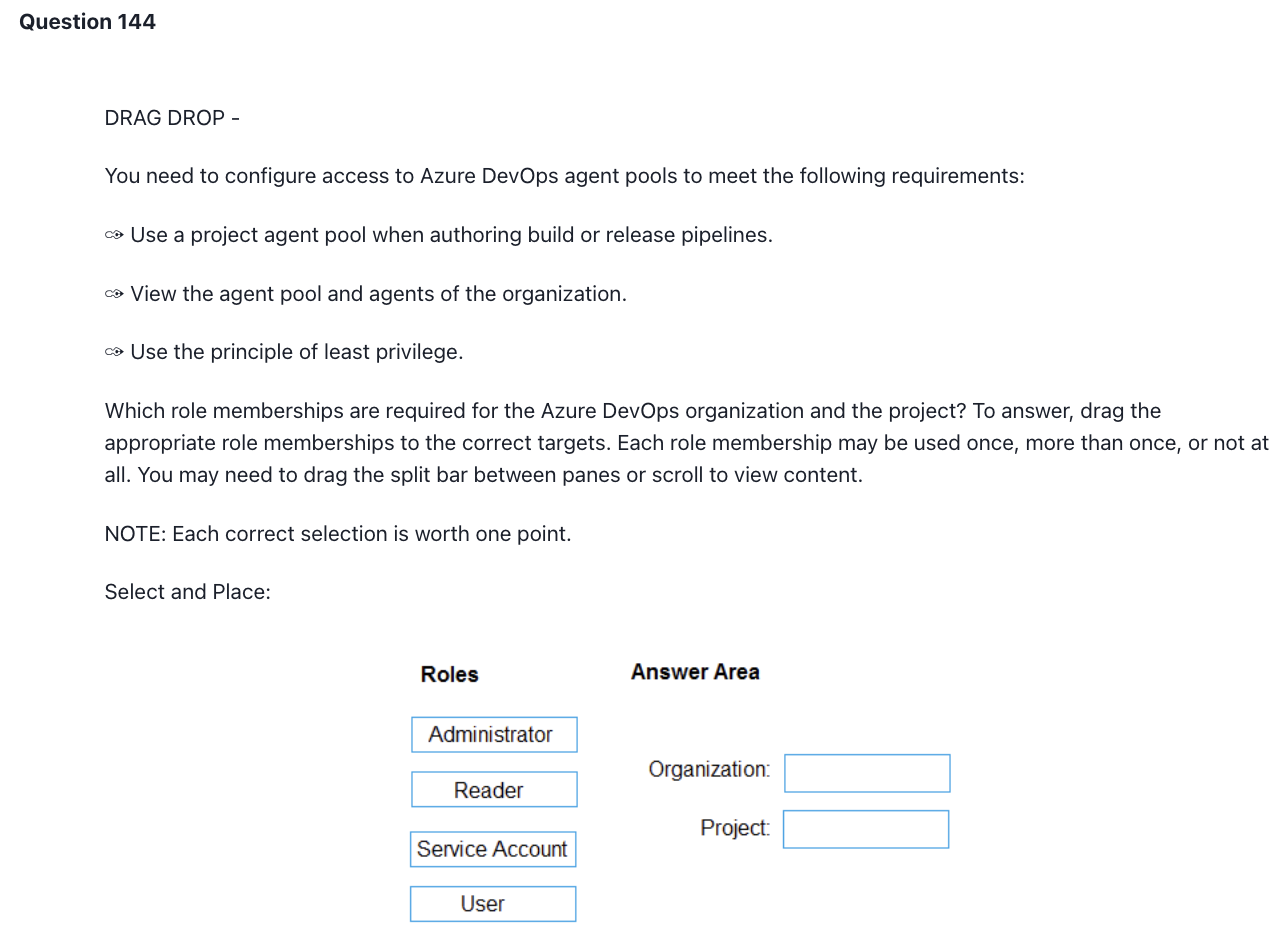 Question 144
DRAG DROP -
You need to configure access to Azure DevOps agent pools to meet the following requirements:
Use a project agent pool when authoring build or release pipelines.
View the agent pool and agents of the organization.
Use the principle of least privilege.
Which role memberships are required for the Azure DevOps organization and the project? To answer, drag the
appropriate role memberships to the correct targets. Each role membership may be used once, more than once, or not at
all. You may need to drag the split bar between panes or scroll to view content.
NOTE: Each correct selection is worth one point.
Select and Place:
Roles
Administrator
Reader
Service Account
User
Answer Area
Organization:
Project: